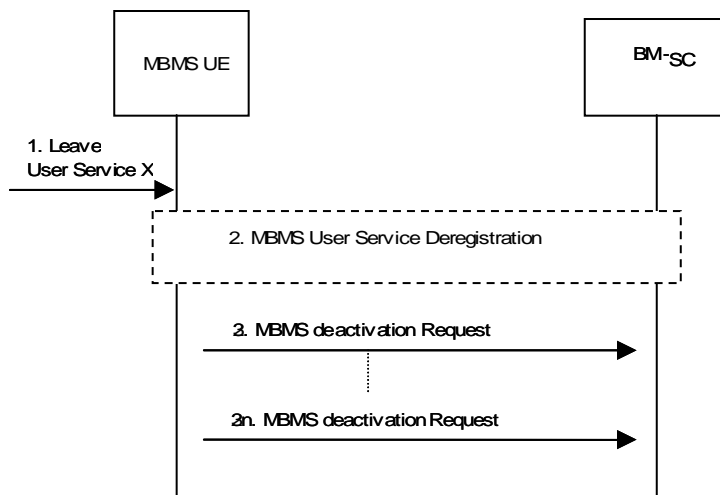 MBMS UE
BM-SC
1. Leave
User Service X
2. MBMS User Service Deregistration
3. MBMS deactivation Request
3n. MBMS deactivation Request